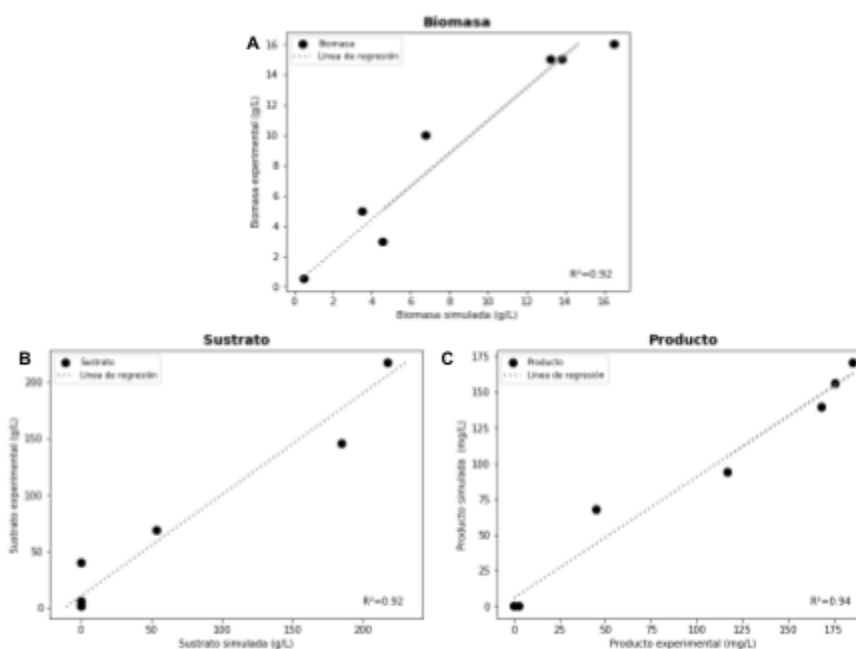 Biomasa
A
Biomasa
Línea de regresión
16
14
12
10
8
6
4
2
0
Biomasa experimental (g/L)
R²=0.92
0 2 4 6 8 10 12 14 16
Biomasa simulada (g/L)
B
Sustrato
Sustrato
Línea de regresión
200
150
100
50
0
Sustrato experimental (g/L)
R²=0.92
0 50 100 150 200
Sustrato simulada (g/L)
C
Producto
Producto
Línea de regresión
175
150
125
100
75
50
25
0
Producto simulada (mg/L)
R²=0.94
0 25 50 75 100 125 150 175
Producto experimental (mg/L)